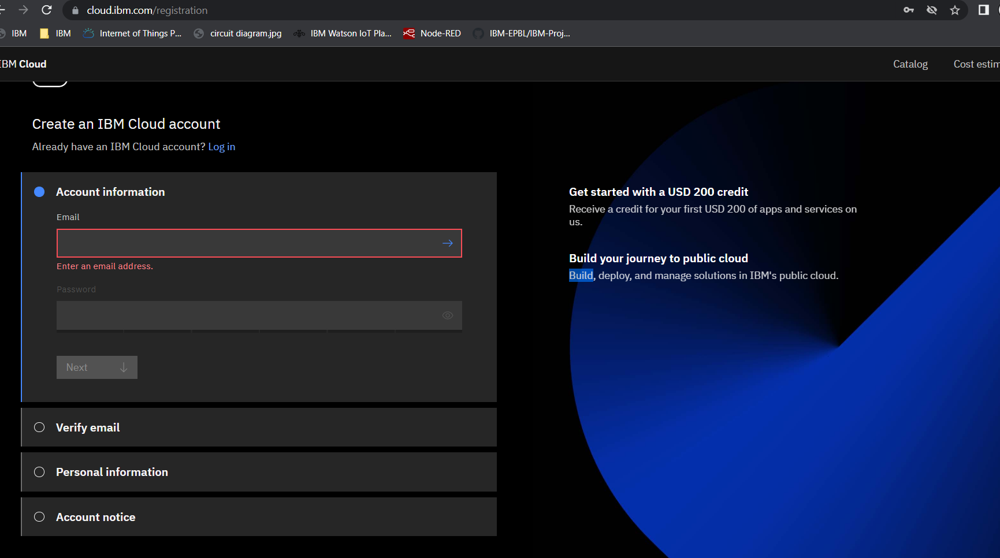 cloud.ibm.com/registration
IBM IBM Internet of Things P... circuit diagram.jpg IBM Watson IoT Pla... Node-RED IBM-EPBL/IBM-Proj...
IBM Cloud Catalog Cost estim
Create an IBM Cloud account
Already have an IBM Cloud account? Log in
Account information
Email
Enter an email address.
Password
Next
Verify email
Personal information
Account notice
Get started with a USD 200 credit
Receive a credit for your first USD 200 of apps and services on
us.
Build your journey to public cloud
Build, deploy, and manage solutions in IBM's public cloud.